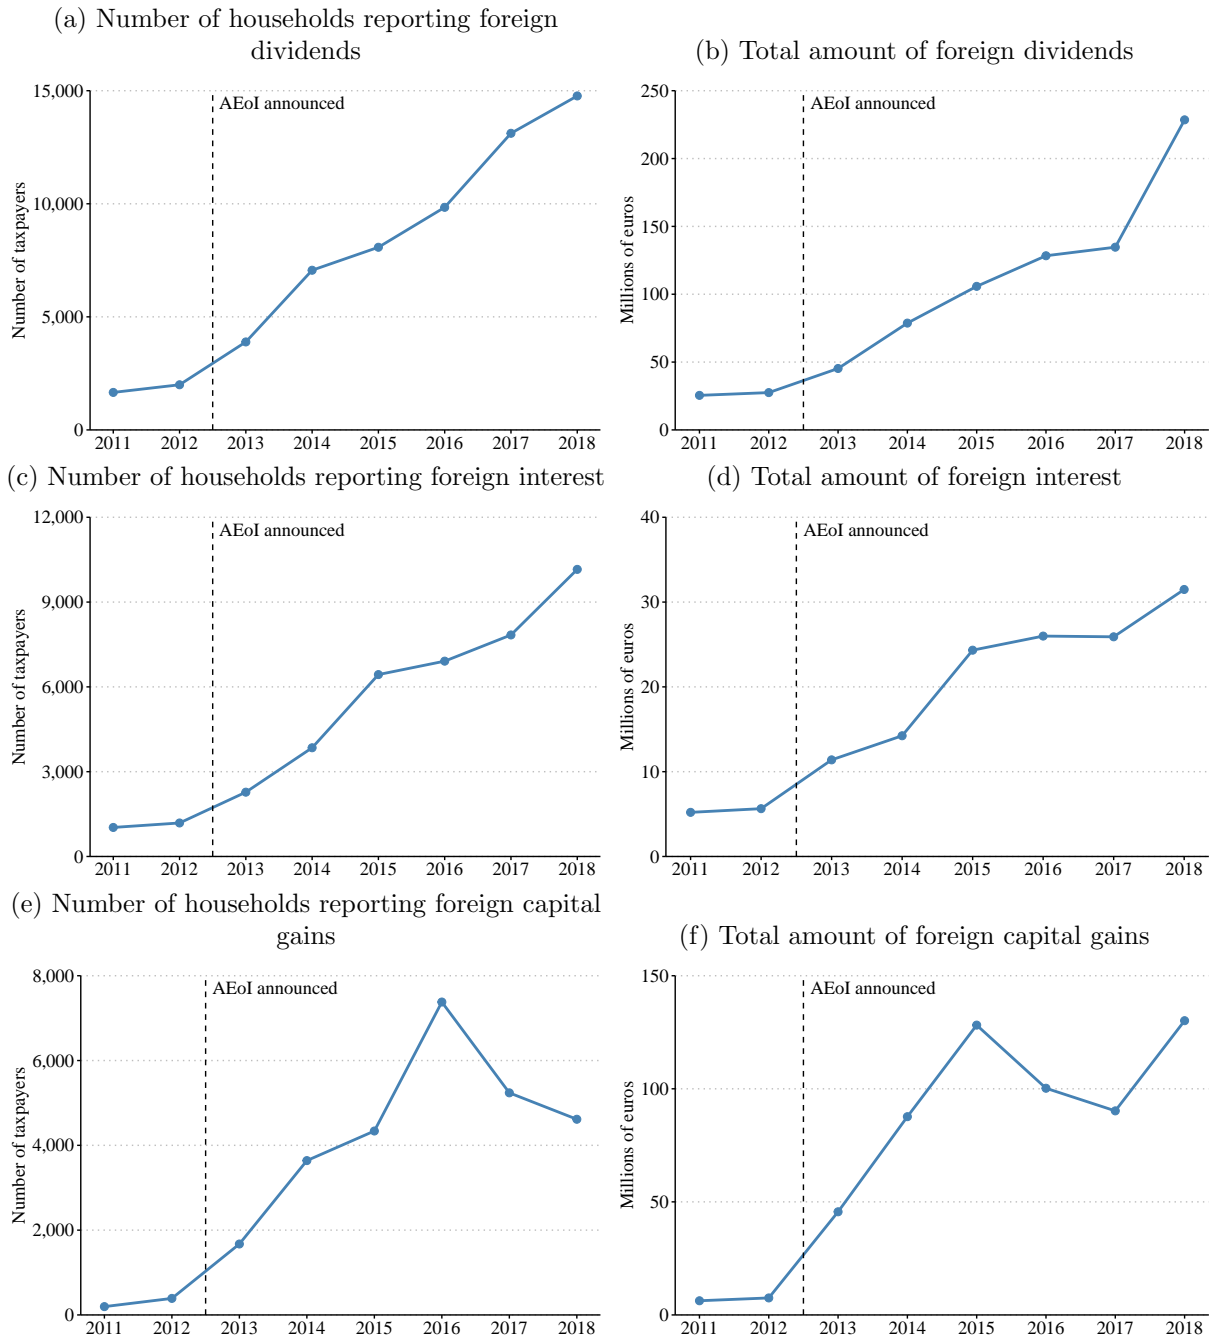 (a) Number of households reporting foreign
dividends
15,000
10,000
5,000
0
Number of taxpayers
AEoI announced
2011 2012 2013 2014 2015 2016 2017 2018
(b) Total amount of foreign dividends
250
200
150
100
50
0
Millions of euros
AEoI announced
2011 2012 2013 2014 2015 2016 2017 2018
(c) Number of households reporting foreign interest
12,000
9,000
6,000
3,000
0
Number of taxpayers
AEoI announced
2011 2012 2013 2014 2015 2016 2017 2018
(d) Total amount of foreign interest
40
30
20
10
0
Millions of euros
AEoI announced
2011 2012 2013 2014 2015 2016 2017 2018
(e) Number of households reporting foreign capital
gains
8,000
6,000
4,000
2,000
0
Number of taxpayers
AEoI announced
2011 2012 2013 2014 2015 2016 2017 2018
(f) Total amount of foreign capital gains
150
100
50
0
Millions of euros
AEoI announced
2011 2012 2013 2014 2015 2016 2017 2018